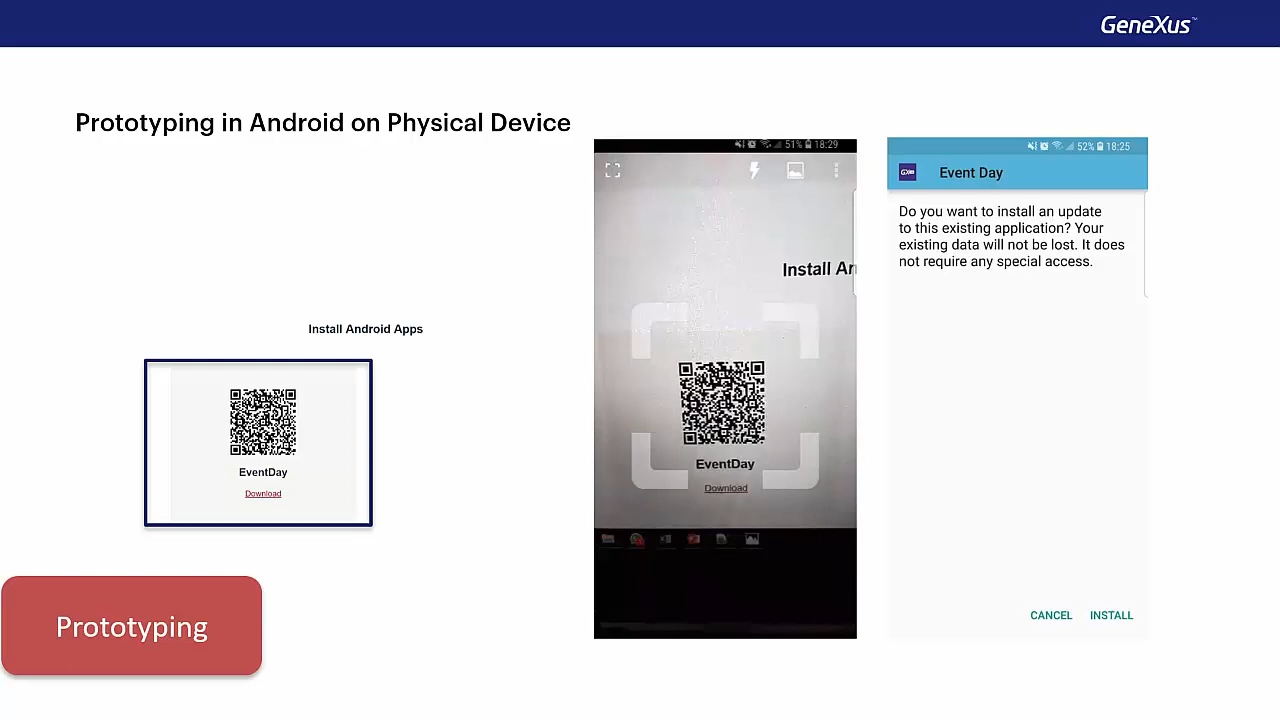 GeneXus™
Prototyping in Android on Physical Device
Install Android Apps
EventDay
Download
Prototyping
51% 18:29
Install An
EventDay
Download
52% 18:25
GX
Event Day
Do you want to install an update
to this existing application? Your
existing data will not be lost. It does
not require any special access.
CANCEL INSTALL